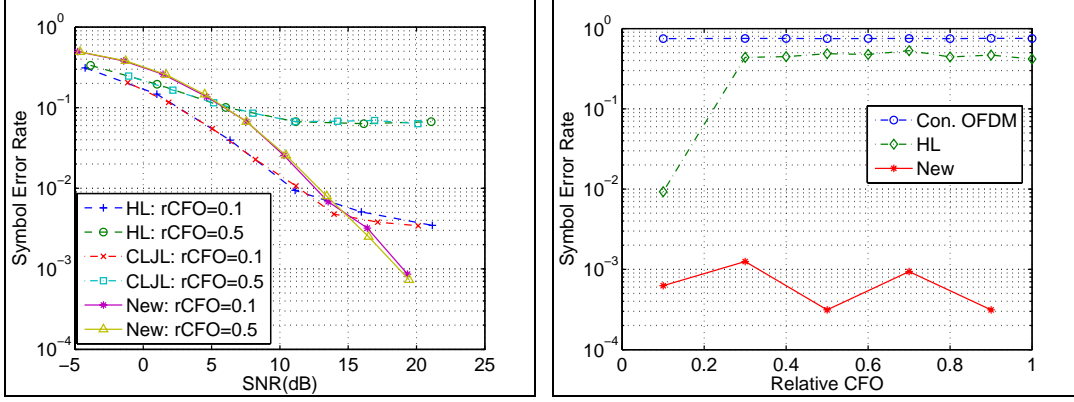 10^0
10^-1
10^-2
10^-3
10^-4
Symbol Error Rate
−5
0
5
10
15
20
25
SNR(dB)
HL: rCFO=0.1
HL: rCFO=0.5
CLJL: rCFO=0.1
CLJL: rCFO=0.5
New: rCFO=0.1
New: rCFO=0.5
10^0
10^-1
10^-2
10^-3
10^-4
Symbol Error Rate
0
0.2
0.4
0.6
0.8
1
Relative CFO
Con. OFDM
HL
New